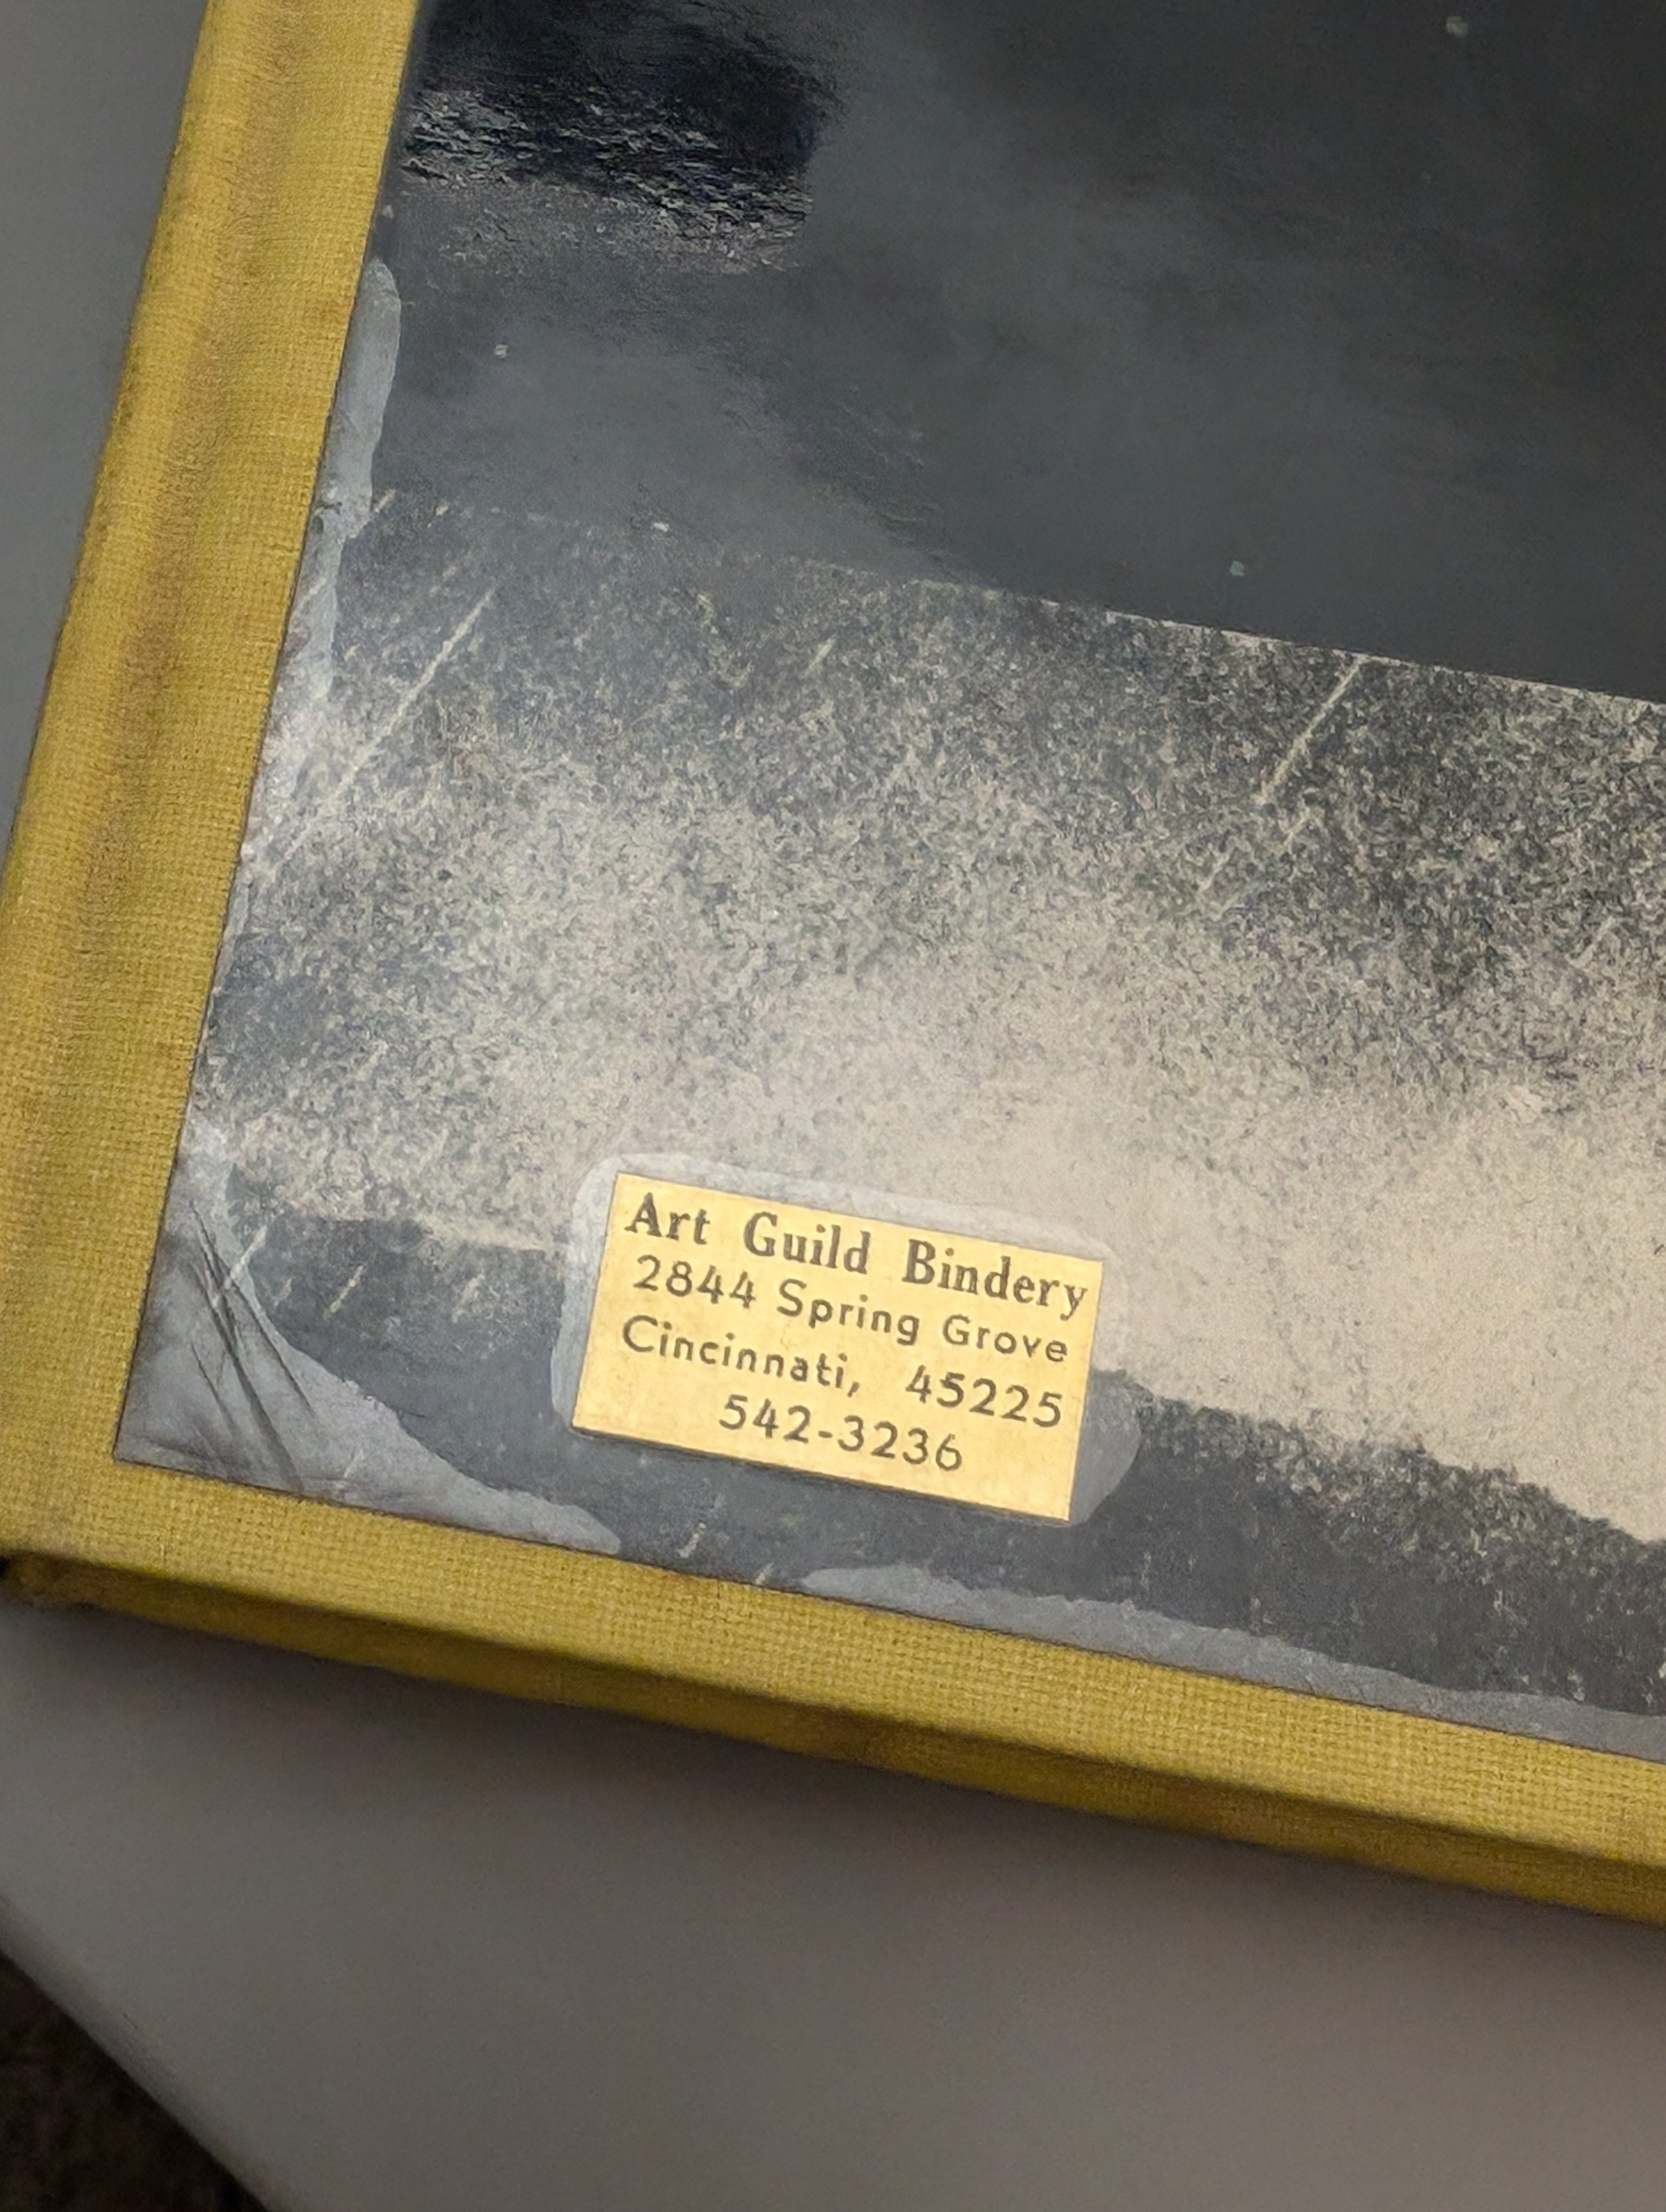 Art Guild Bindery
2844 Spring Grove
Cincinnati, 45225
542-3236